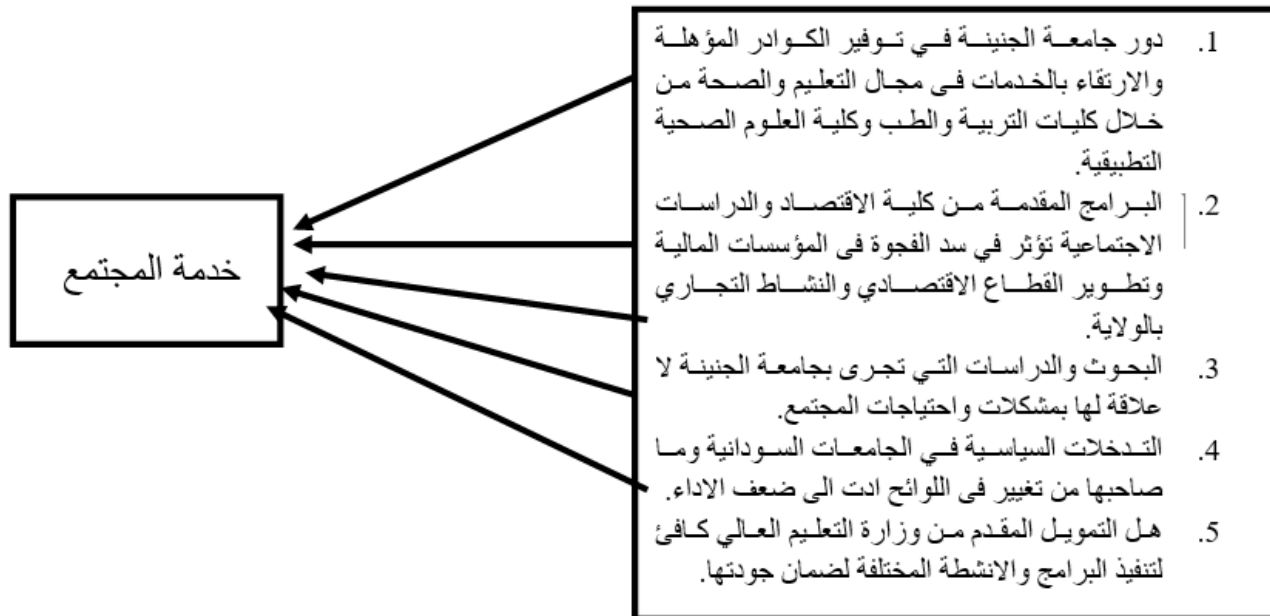 خدمة المجتمع
1. دور جامعة الجنينة في توفير الكوادر المؤهلة
والارتقاء بالخدمات فى مجال التعليم والصحة من
خلال كليات التربية والطب وكلية العلوم الصحية
التطبيقية.
2. البرامج المقدمة من كلية الاقتصاد والدراسات
الاجتماعية تؤثر في سد الفجوة فى المؤسسات المالية
وتطوير القطاع الاقتصادي والنشاط التجاري
بالولاية.
3. البحوث والدراسات التي تجرى بجامعة الجنينة لا
علاقة لها بمشكلات واحتياجات المجتمع.
4. التدخلات السياسية في الجامعات السودانية وما
صاحبها من تغيير فى اللوائح ادت الى ضعف الاداء.
5. هل التمويل المقدم من وزارة التعليم العالي كافئ
لتنفيذ البرامج والانشطة المختلفة لضمان جودتها.